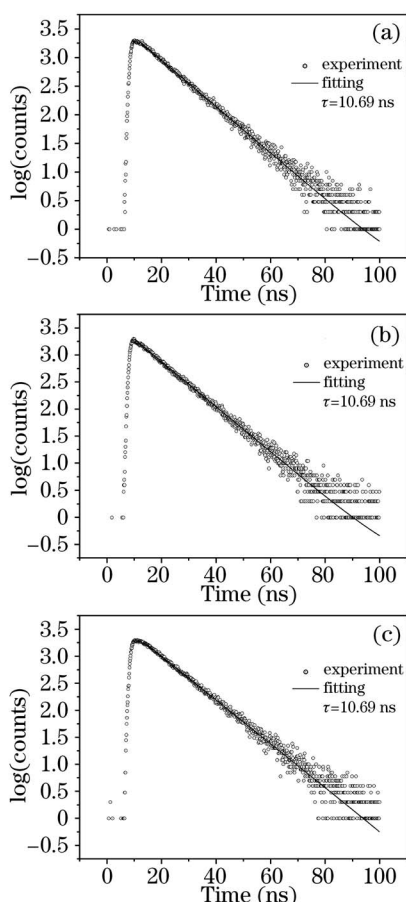 3.5
3.0
2.5
2.0
1.5
1.0
0.5
0
−0.5
log(counts)
(a)
experiment
fitting
τ=10.69 ns
0 20 40 60 80 100
Time (ns)
3.5
3.0
2.5
2.0
1.5
1.0
0.5
0
−0.5
log(counts)
(b)
experiment
fitting
τ=10.69 ns
0 20 40 60 80 100
Time (ns)
3.5
3.0
2.5
2.0
1.5
1.0
0.5
0
−0.5
log(counts)
(c)
experiment
fitting
τ=10.69 ns
0 20 40 60 80 100
Time (ns)